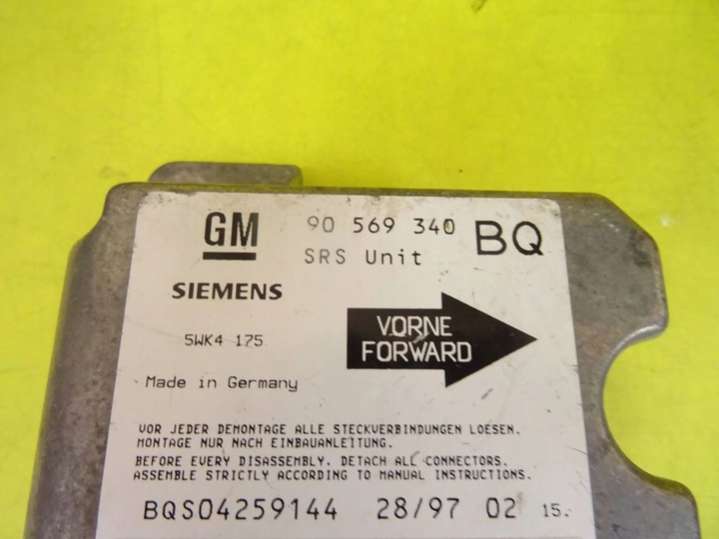 GM 90 569 340 BQ
SRS Unit
SIEMENS
5WK4 175
VORNE
FORWARD
Made in Germany
VOR JEDER DEMONTAGE ALLE STECKVERBINDUNGEN LOESEN.
MONTAGE NUR NACH EINBAUANLEITUNG.
BEFORE EVERY DISASSEMBLY. DETACH ALL CONNECTORS.
ASSEMBLE STRICTLY ACCORDING TO MANUAL INSTRUCTIONS.
BQS04259144 28/97 02 15.